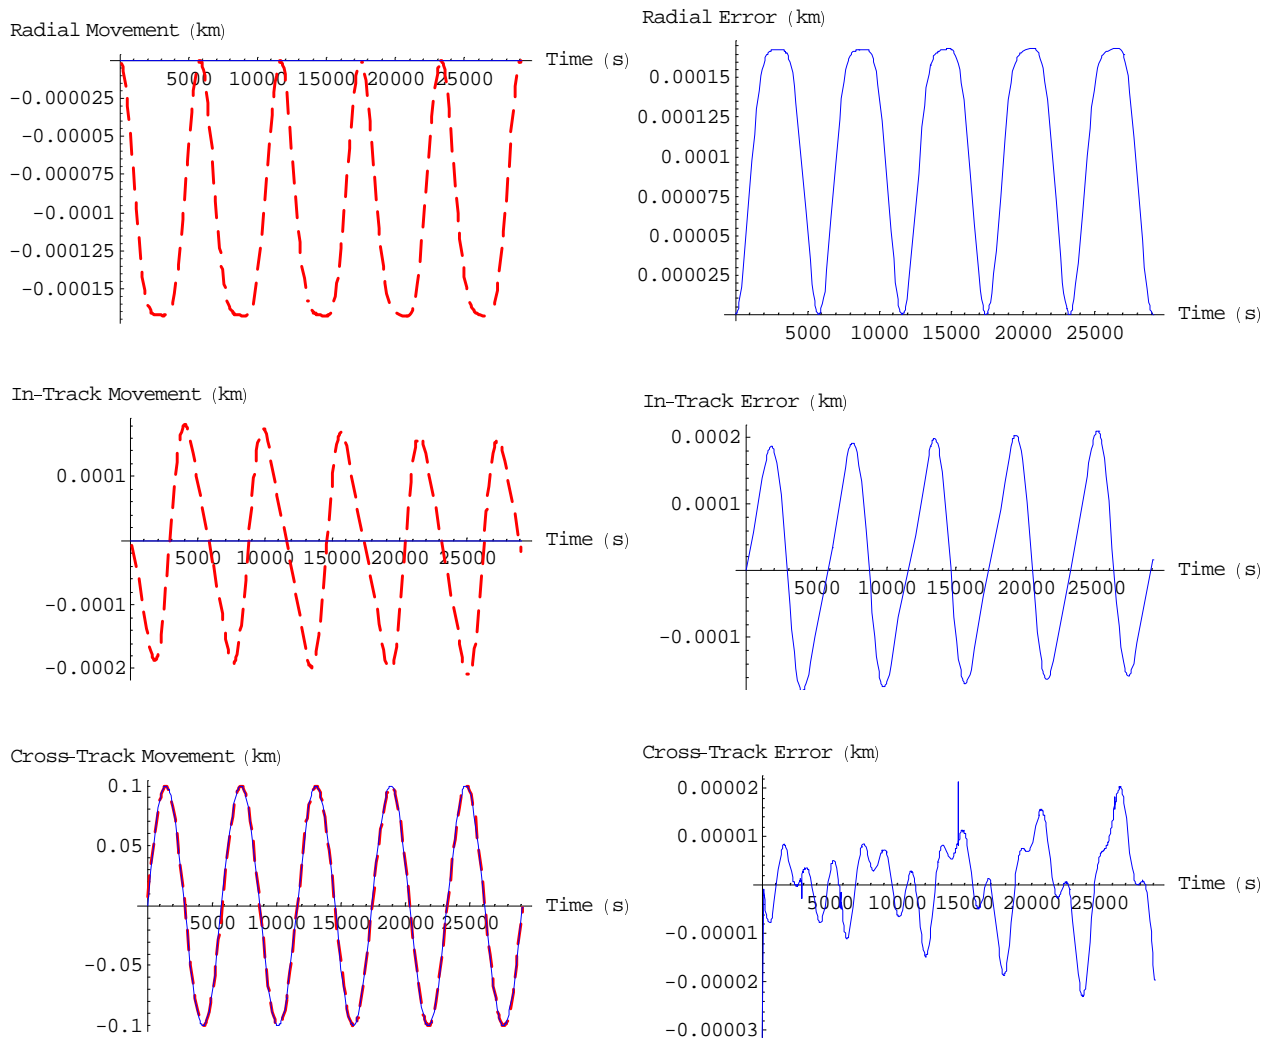 Radial Movement (km)
Time (s)
5000 10000 15000 20000 25000
-0.000025
-0.00005
-0.000075
-0.0001
-0.000125
-0.00015
Radial Error (km)
0.00015
0.000125
0.0001
0.000075
0.00005
0.000025
Time (s)
5000 10000 15000 20000 25000
In-Track Movement (km)
0.0001
Time (s)
5000 10000 15000 20000 25000
-0.0001
-0.0002
In-Track Error (km)
0.0002
0.0001
Time (s)
5000 10000 15000 20000 25000
-0.0001
Cross-Track Movement (km)
0.1
0.05
Time (s)
5000 10000 15000 20000 25000
-0.05
-0.1
Cross-Track Error (km)
0.00002
0.00001
Time (s)
5000 10000 15000 20000 25000
-0.00001
-0.00002
-0.00003